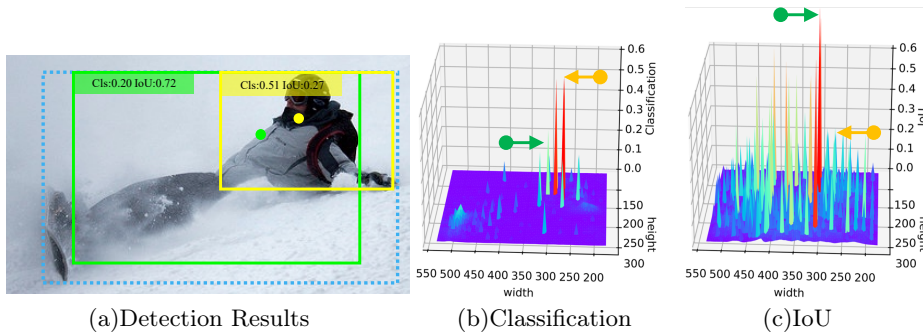 Cls:0.20 IoU:0.72
Cls:0.51 IoU:0.27
(a)Detection Results
0.6
0.5
0.4
0.3
0.2
0.1
0.0
Classification
150
200
250
300
height
550 500 450 400 350 300 250 200
width
(b)Classification
0.6
0.5
0.4
0.3
0.2
0.1
0.0
IoU
150
200
250
300
height
550 500 450 400 350 300 250 200
width
(c)IoU